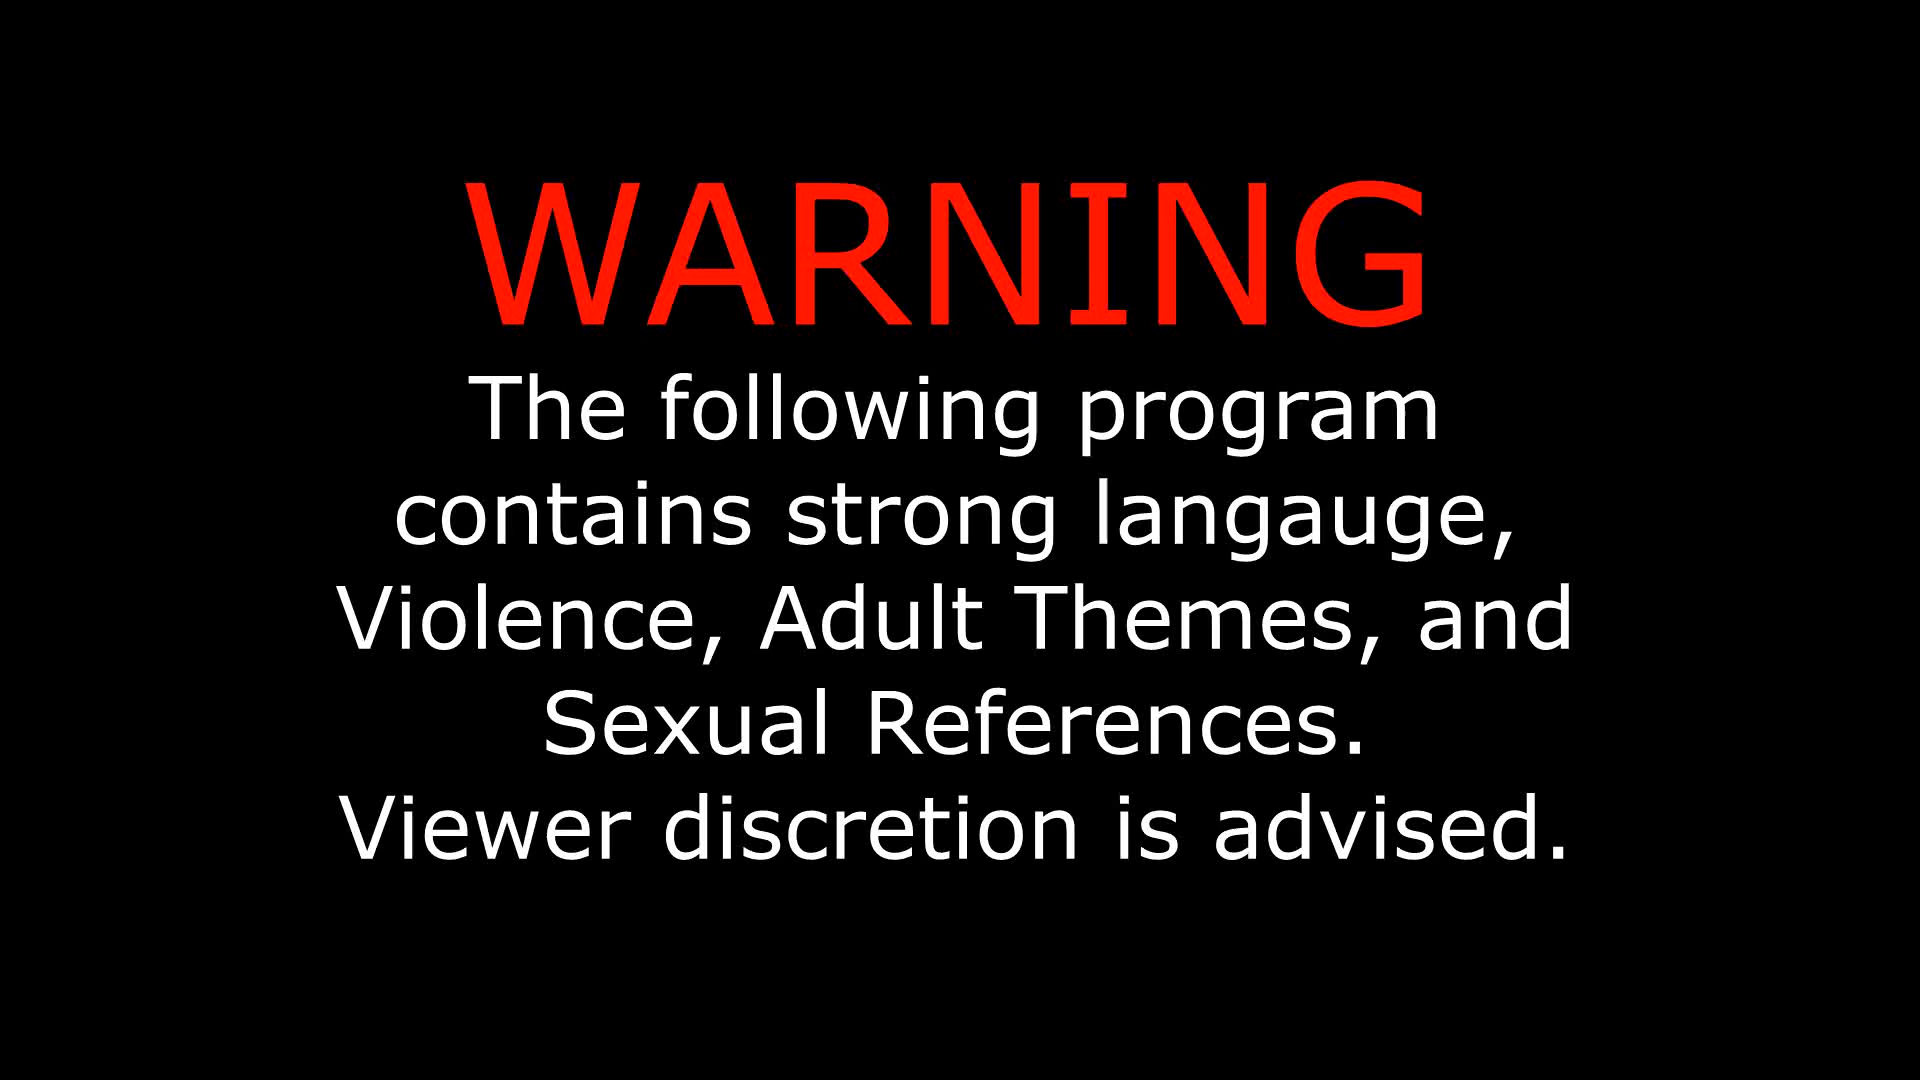 WARNING
The following program
contains strong langauge,
Violence, Adult Themes, and
Sexual References.
Viewer discretion is advised.